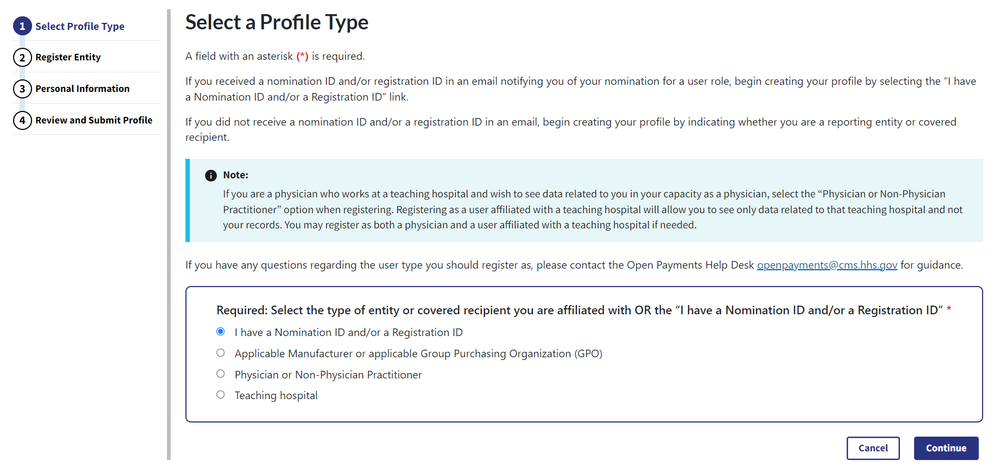 1 Select Profile Type
2 Register Entity
3 Personal Information
4 Review and Submit Profile
Select a Profile Type
A field with an asterisk (*) is required.
If you received a nomination ID and/or registration ID in an email notifying you of your nomination for a user role, begin creating your profile by selecting the “I have
a Nomination ID and/or a Registration ID” link.
If you did not receive a nomination ID and/or a registration ID in an email, begin creating your profile by indicating whether you are a reporting entity or covered
recipient.
Note:
If you are a physician who works at a teaching hospital and wish to see data related to you in your capacity as a physician, select the “Physician or Non-Physician
Practitioner” option when registering. Registering as a user affiliated with a teaching hospital will allow you to see only data related to that teaching hospital and not
your records. You may register as both a physician and a user affiliated with a teaching hospital if needed.
If you have any questions regarding the user type you should register as, please contact the Open Payments Help Desk openpayments@cms.hhs.gov for guidance.
Required: Select the type of entity or covered recipient you are affiliated with OR the “I have a Nomination ID and/or a Registration ID” *
I have a Nomination ID and/or a Registration ID
Applicable Manufacturer or applicable Group Purchasing Organization (GPO)
Physician or Non-Physician Practitioner
Teaching hospital
Cancel Continue